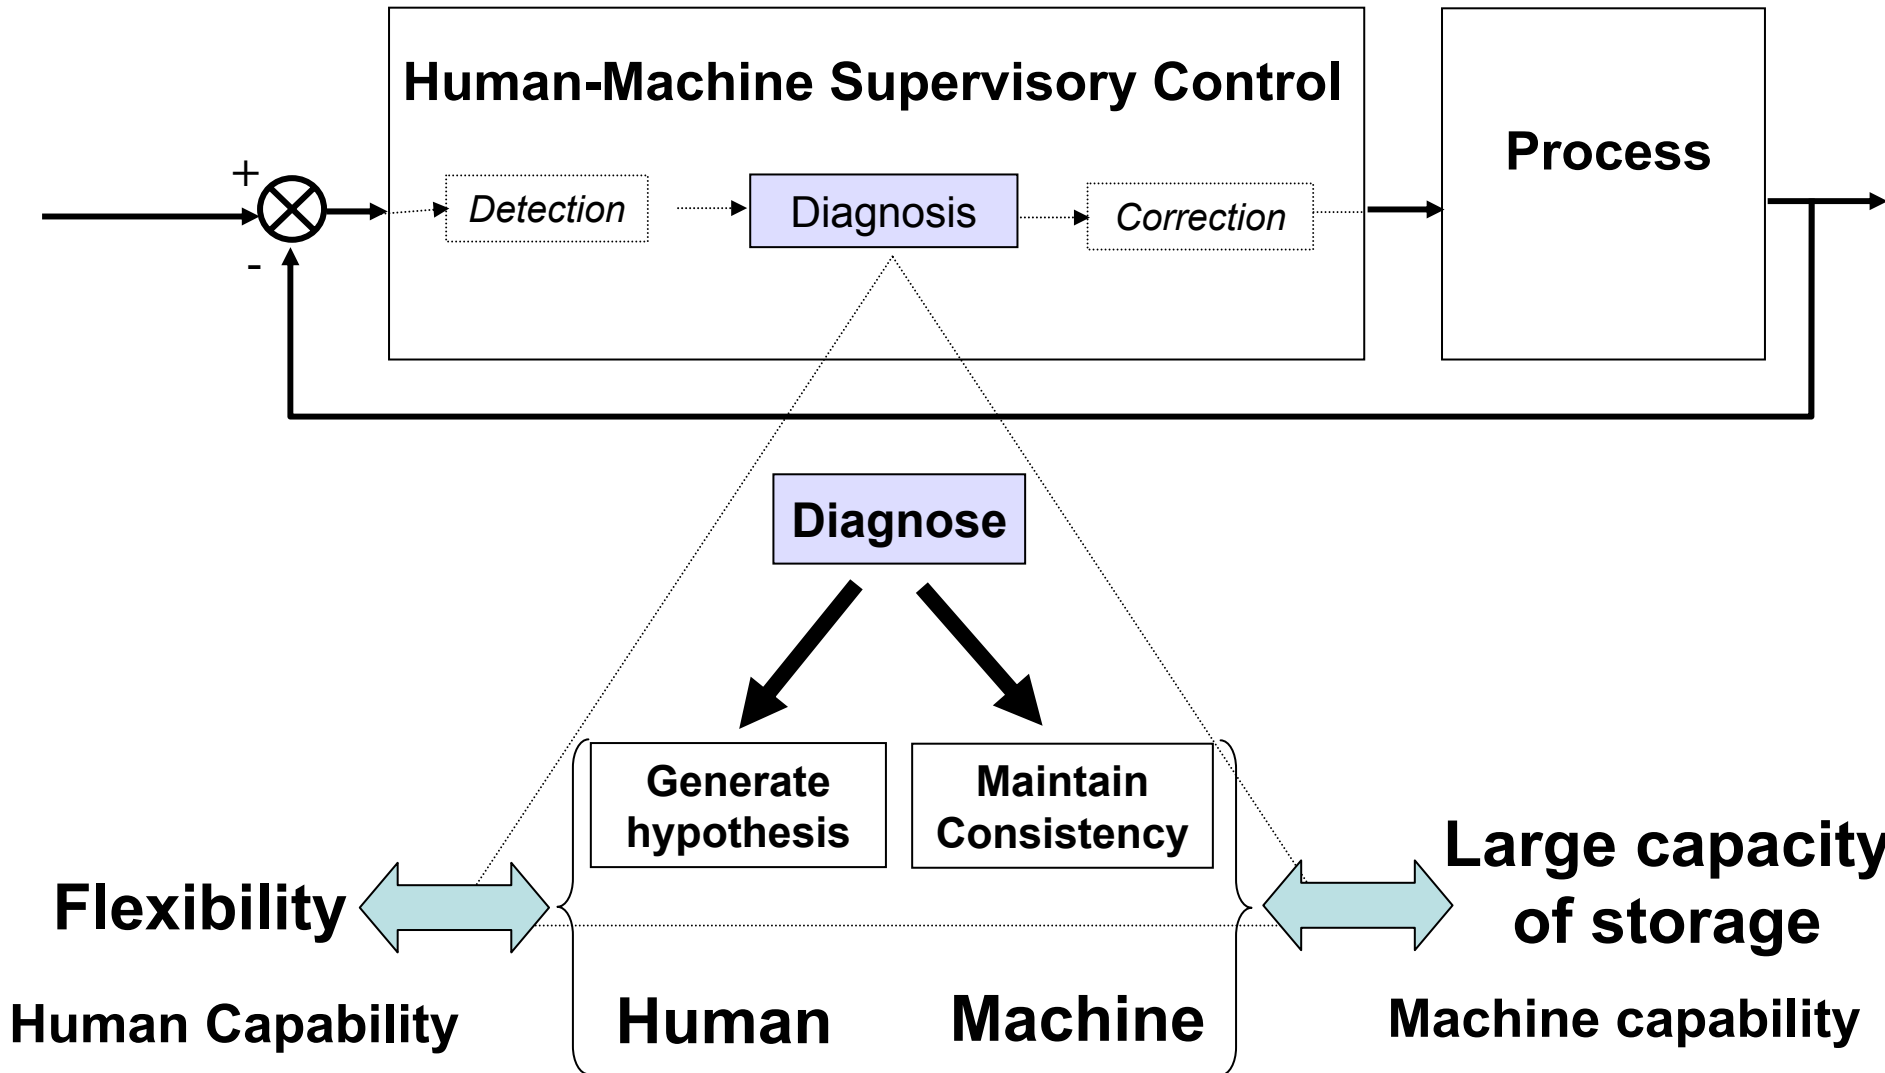 Human-Machine Supervisory Control
Process
+
-
Detection
Diagnosis
Correction
Diagnose
Generate
hypothesis
Maintain
Consistency
Flexibility
Large capacity
of storage
Human Capability
Human
Machine
Machine capability